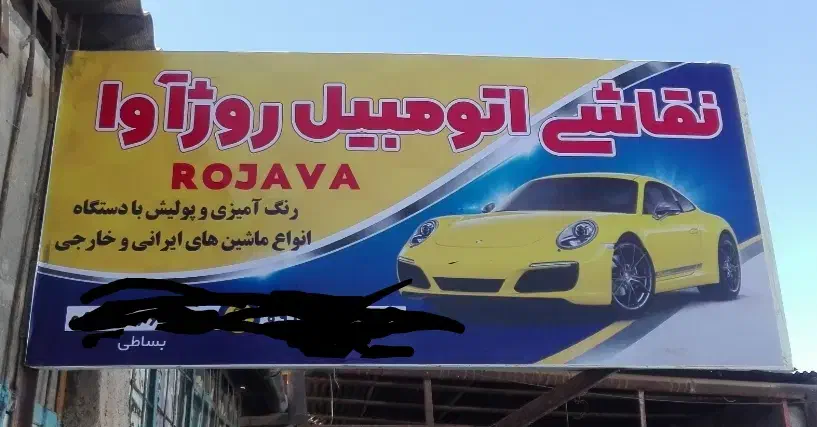 نقاشی اتومبیل روژآوا
ROJAVA
رنگ آمیزی و پولیش با دستگاه
انواع ماشین های ایرانی و خارجی
بساطی